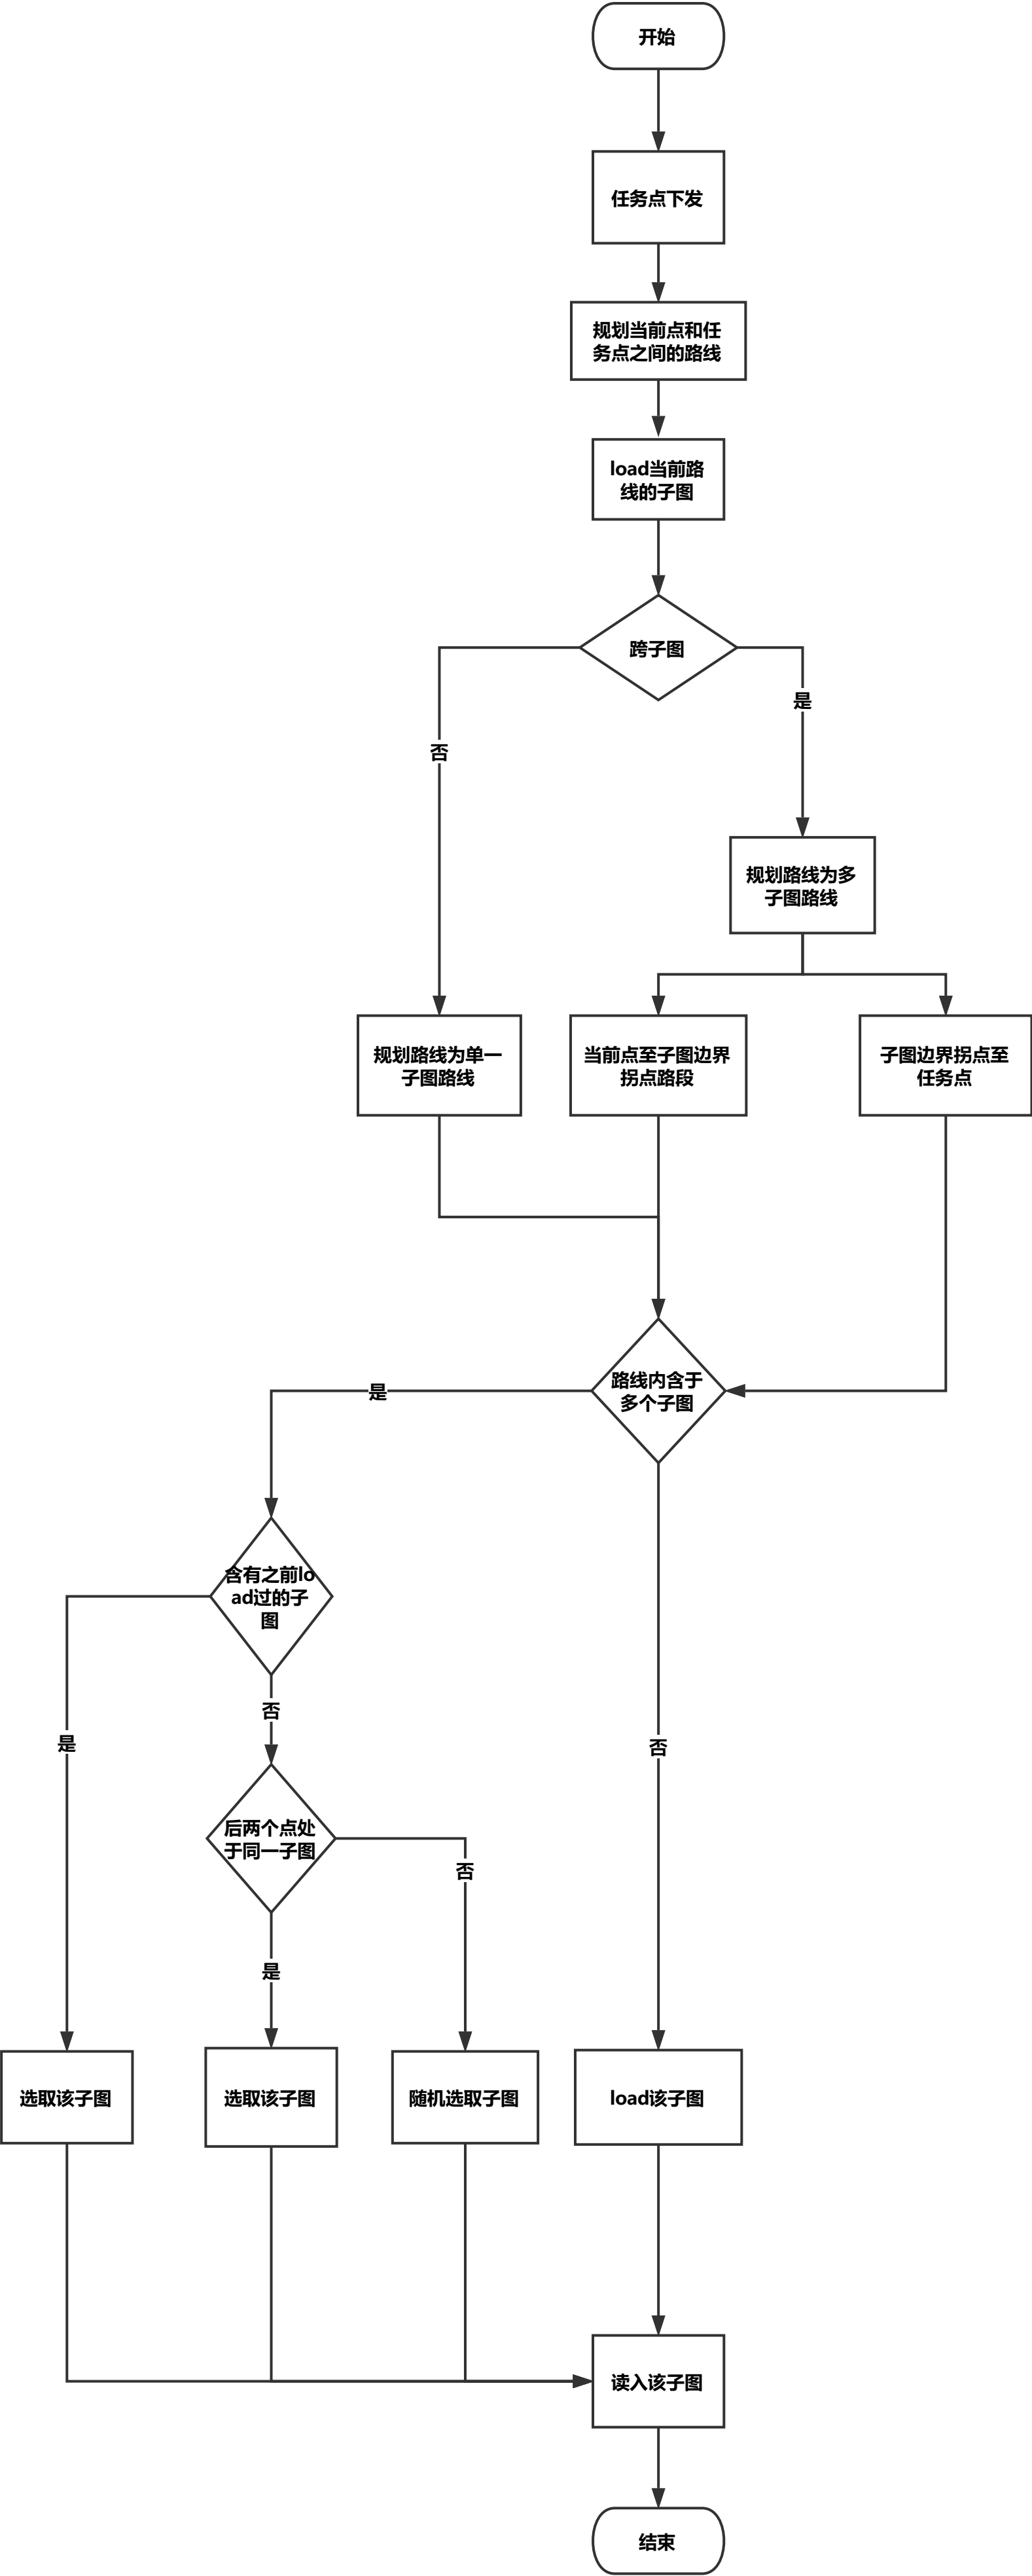 开始
任务点下发
规划当前点和任
务点之间的路线
load当前路
线的子图
跨子图
是
否
规划路线为多
子图路线
规划路线为单一
子图路线
当前点至子图边界
拐点路段
子图边界拐点至
任务点
路线内含于
多个子图
是
含有之前lo
ad过的子
图
否
是
否
后两个点处
于同一子图
否
是
选取该子图
选取该子图
随机选取子图
load该子图
读入该子图
结束